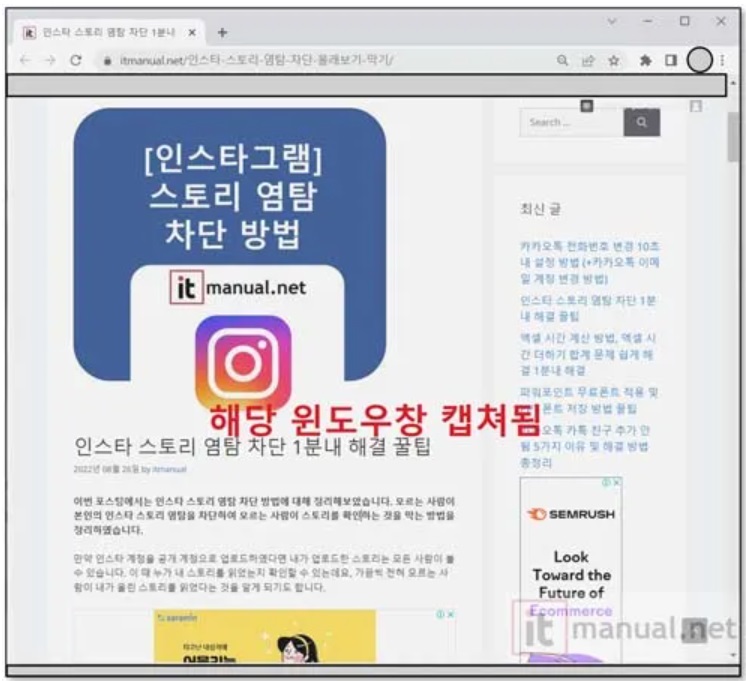 it 인스타 스토리 염탐 차단 1분내
itmanual.net/인스타-스토리-염탐-차단-몰래보기-막기/
[인스타그램]
스토리 염탐
차단 방법
it manual.net
해당 윈도우창 캡쳐됨
인스타 스토리 염탐 차단 1분내 해결 꿀팁
2022년 08월 26일 by itmanual
이번 포스팅에서는 인스타 스토리 염탐 차단 방법에 대해 정리해보았습니다. 모르는 사람이
본인의 인스타 스토리 염탐을 차단하여 모르는 사람이 스토리를 확인하는 것을 막는 방법을
정리하였습니다.
만약 인스타 계정을 공개 계정으로 업로드하였다면 내가 업로드한 스토리는 모든 사람이 볼
수 있습니다. 이 때 누가 내 스토리를 읽었는지 확인할 수 있는데요, 가끔씩 전혀 모르는 사
람이 내가 올린 스토리를 읽었다는 것을 알게 되기도 합니다.
saramin
타고난 내성격에
Search ...
최신 글
카카오톡 전화번호 변경 10초
내 설정 방법 (+카카오톡 이메
일 계정 변경 방법)
인스타 스토리 염탐 차단 1분
내 해결 꿀팁
엑셀 시간 계산 방법, 엑셀 시
간 더하기 합계 문제 쉽게 해
결 1분내 해결
파워포인트 무료폰트 적용 및
폰트 저장 방법 꿀팁
오톡 카톡 친구 추가 안
됨 5가지 이유 및 해결 방법
총정리
SEMRUSH
Look
Toward the
Future of
Ecommerce
it manual.net